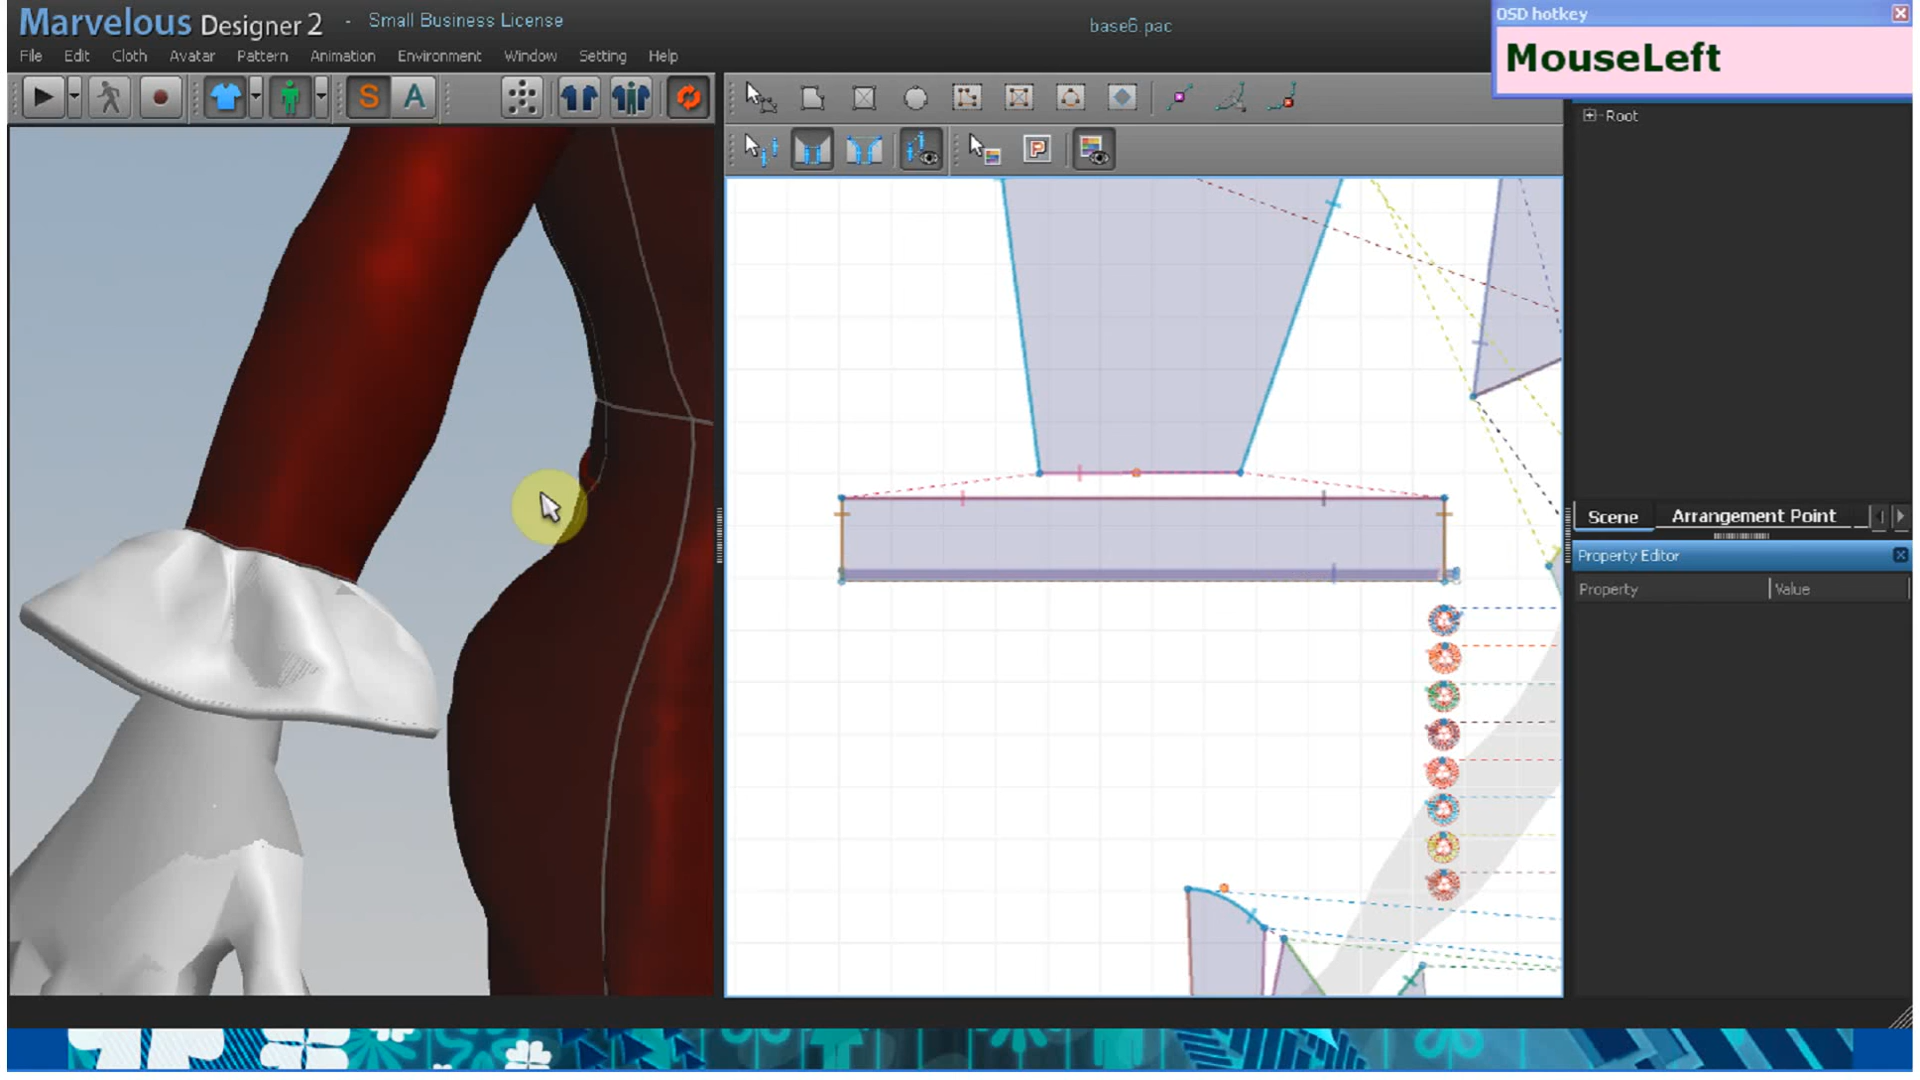 Marvelous Designer 2 - Small Business License
base6.pac
OSD hotkey
MouseLeft
File Edit Cloth Avatar Pattern Animation Environment Window Setting Help
S A
P
Root
Scene Arrangement Point
Property Editor
Property Value